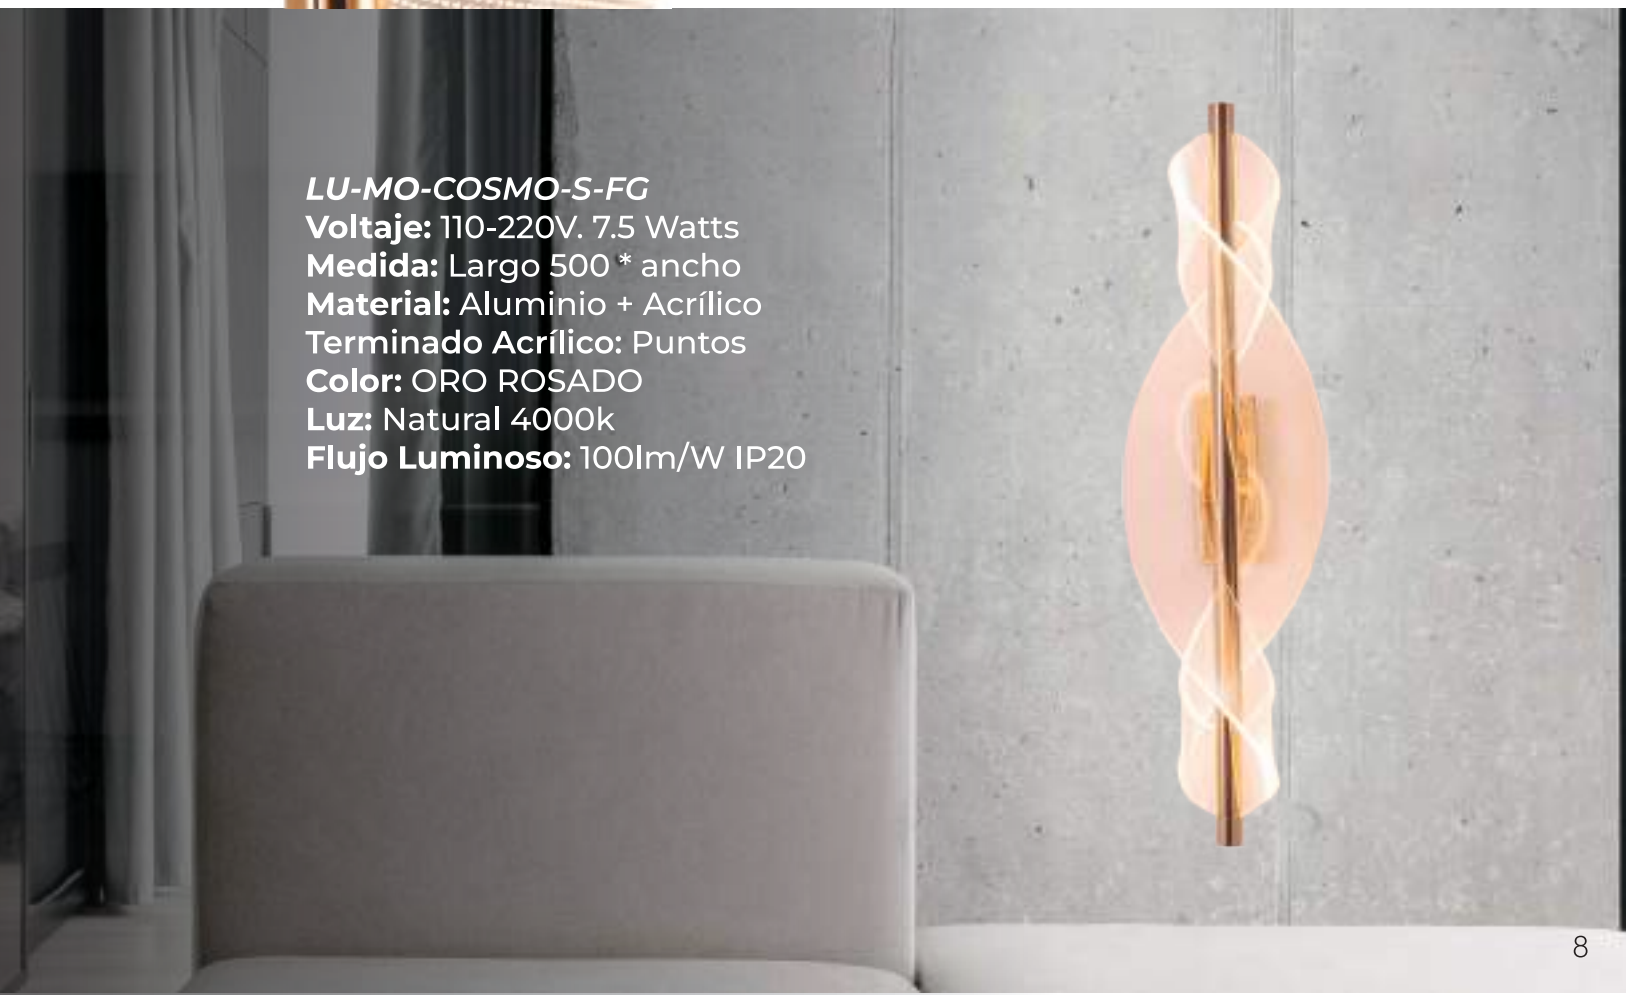 LU-MO-COSMO-S-FG
Voltaje: 110-220V. 7.5 Watts
Medida: Largo 500 * ancho
Material: Aluminio + Acrílico
Terminado Acrílico: Puntos
Color: ORO ROSADO
Luz: Natural 4000k
Flujo Luminoso: 100lm/W IP20
8